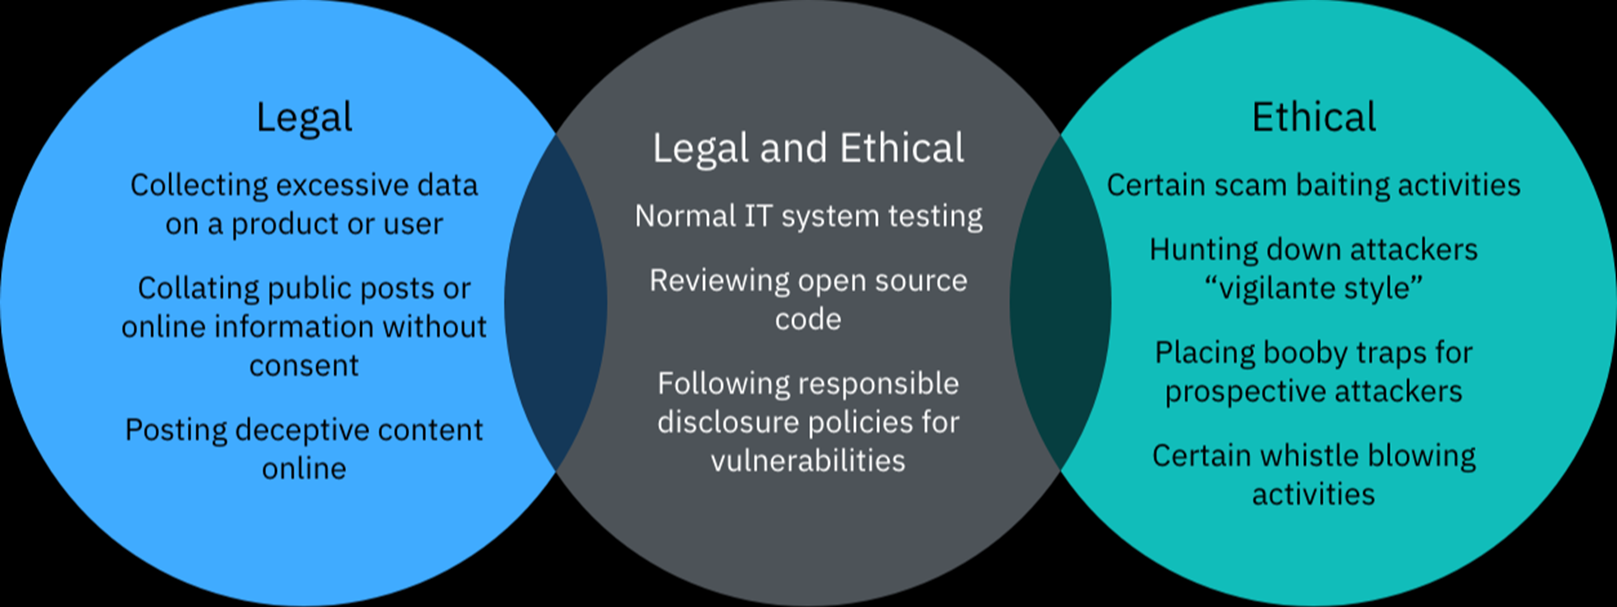 Legal
Collecting excessive data
on a product or user
Collating public posts or
online information without
consent
Posting deceptive content
online
Legal and Ethical
Normal IT system testing
Reviewing open source
code
Following responsible
disclosure policies for
vulnerabilities
Ethical
Certain scam baiting activities
Hunting down attackers
“vigilante style”
Placing booby traps for
prospective attackers
Certain whistle blowing
activities